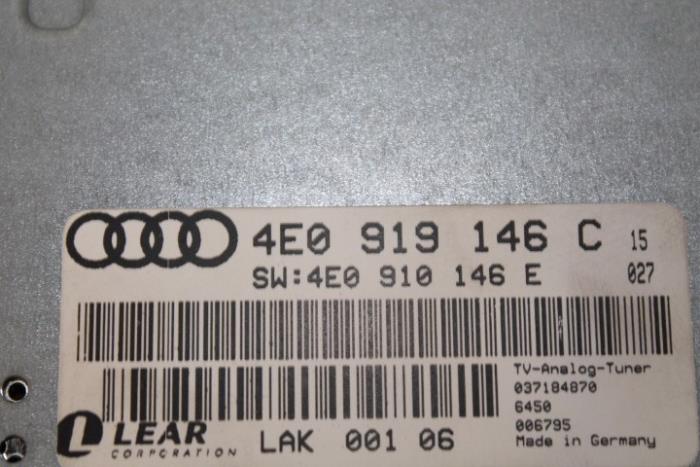 4E0 919 146 C 15
SW:4E0 910 146 E 027
TV-Analog-Tuner
037184870
6450
006795
Made in Germany
LEAR
CORPORATION
LAK 001 06